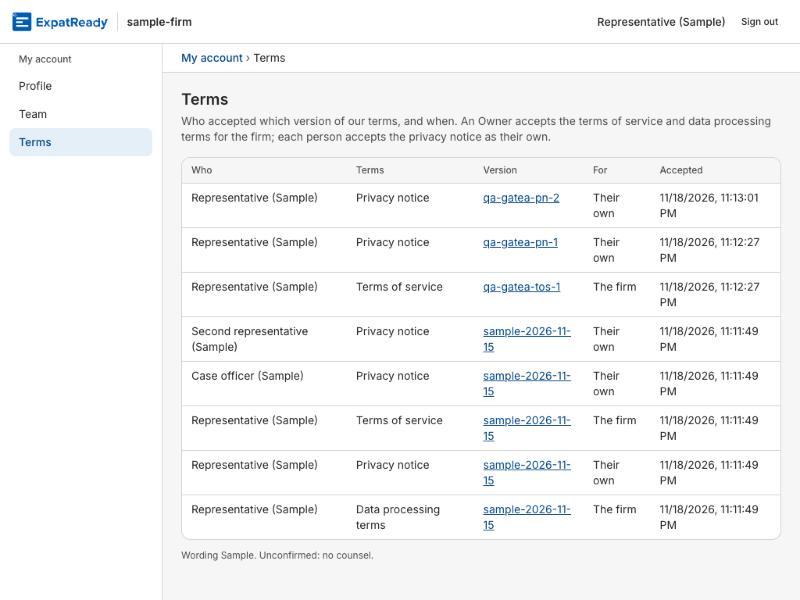 ExpatReady
sample-firm
Representative (Sample)
Sign out
My account
Profile
Team
Terms
My account › Terms
Terms
Who accepted which version of our terms, and when. An Owner accepts the terms of service and data processing
terms for the firm; each person accepts the privacy notice as their own.
Who Terms Version For Accepted
Representative (Sample) Privacy notice qa-gatea-pn-2 Their 11/18/2026, 11:13:01
own PM
Representative (Sample) Privacy notice qa-gatea-pn-1 Their 11/18/2026, 11:12:27
own PM
Representative (Sample) Terms of service qa-gatea-tos-1 The firm 11/18/2026, 11:12:27
PM
Second representative Privacy notice sample-2026-11- Their 11/18/2026, 11:11:49
(Sample) 15 own PM
Case officer (Sample) Privacy notice sample-2026-11- Their 11/18/2026, 11:11:49
15 own PM
Representative (Sample) Terms of service sample-2026-11- The firm 11/18/2026, 11:11:49
15 PM
Representative (Sample) Privacy notice sample-2026-11- Their 11/18/2026, 11:11:49
15 own PM
Representative (Sample) Data processing sample-2026-11- The firm 11/18/2026, 11:11:49
terms 15 PM
Wording Sample. Unconfirmed: no counsel.